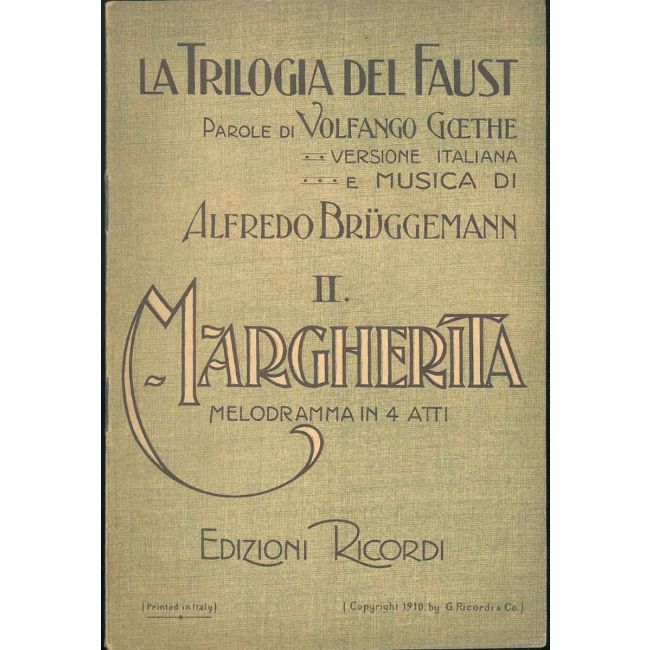 LA TRILOGIA DEL FAUST
PAROLE DI VOLFANGO GŒTHE
·· VERSIONE ITALIANA
··· E MUSICA DI
ALFREDO BRÜGGEMANN
II.
MARGHERITA
MELODRAMMA IN 4 ATTI
EDIZIONI RICORDI
(Printed in Italy)
(Copyright 1910. by G. Ricordi & Co.)